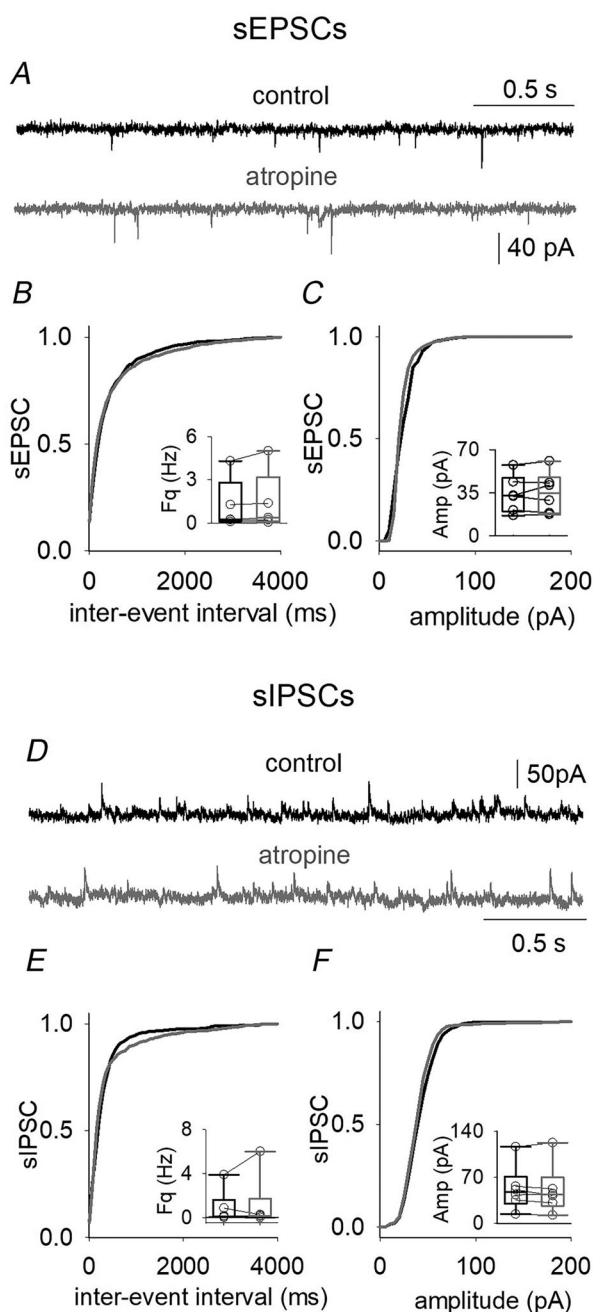 sEPSCs
A
control
0.5 s
atropine
40 pA
B
C
1.0
0.5
0.0
sEPSC
6
3
0
Fq (Hz)
0
2000
4000
inter-event interval (ms)
1.0
0.5
0.0
sEPSC
70
35
0
Amp (pA)
0
100
200
amplitude (pA)
sIPSCs
D
control
50pA
atropine
0.5 s
E
F
1.0
0.5
0.0
sIPSC
8
4
0
Fq (Hz)
0
2000
4000
inter-event interval (ms)
1.0
0.5
0.0
sIPSC
140
70
0
Amp (pA)
0
100
200
amplitude (pA)